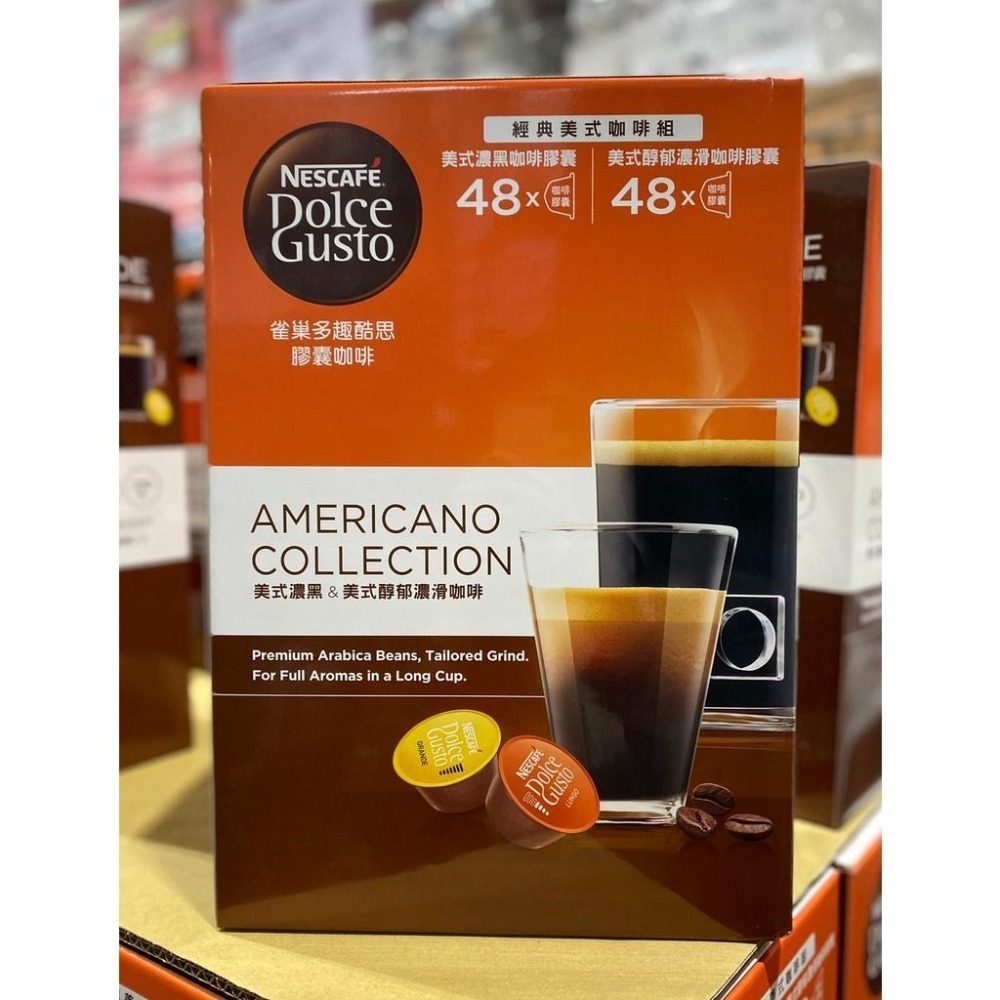 經典美式咖啡組
美式濃黑咖啡膠囊
48x 咖啡膠囊
美式醇郁濃滑咖啡膠囊
48x 咖啡膠囊
NESCAFÉ
Dolce
Gusto
雀巢多趣酷思
膠囊咖啡
AMERICANO
COLLECTION
美式濃黑 & 美式醇郁濃滑咖啡
Premium Arabica Beans, Tailored Grind.
For Full Aromas in a Long Cup.
NESCAFÉ
Dolce
Gusto
GRANDE
NESCAFÉ
Dolce
Gusto
LUNGO
DE
E